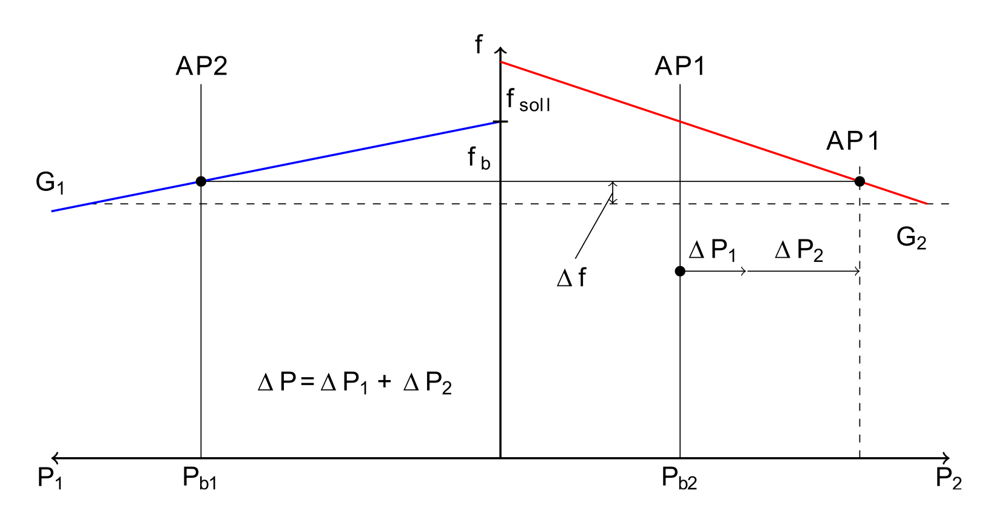 f
AP2
AP1
f soll
AP1
f b
G1
G2
Δ P1
Δ P2
Δ f
Δ P = Δ P1 + Δ P2
P1
Pb1
Pb2
P2